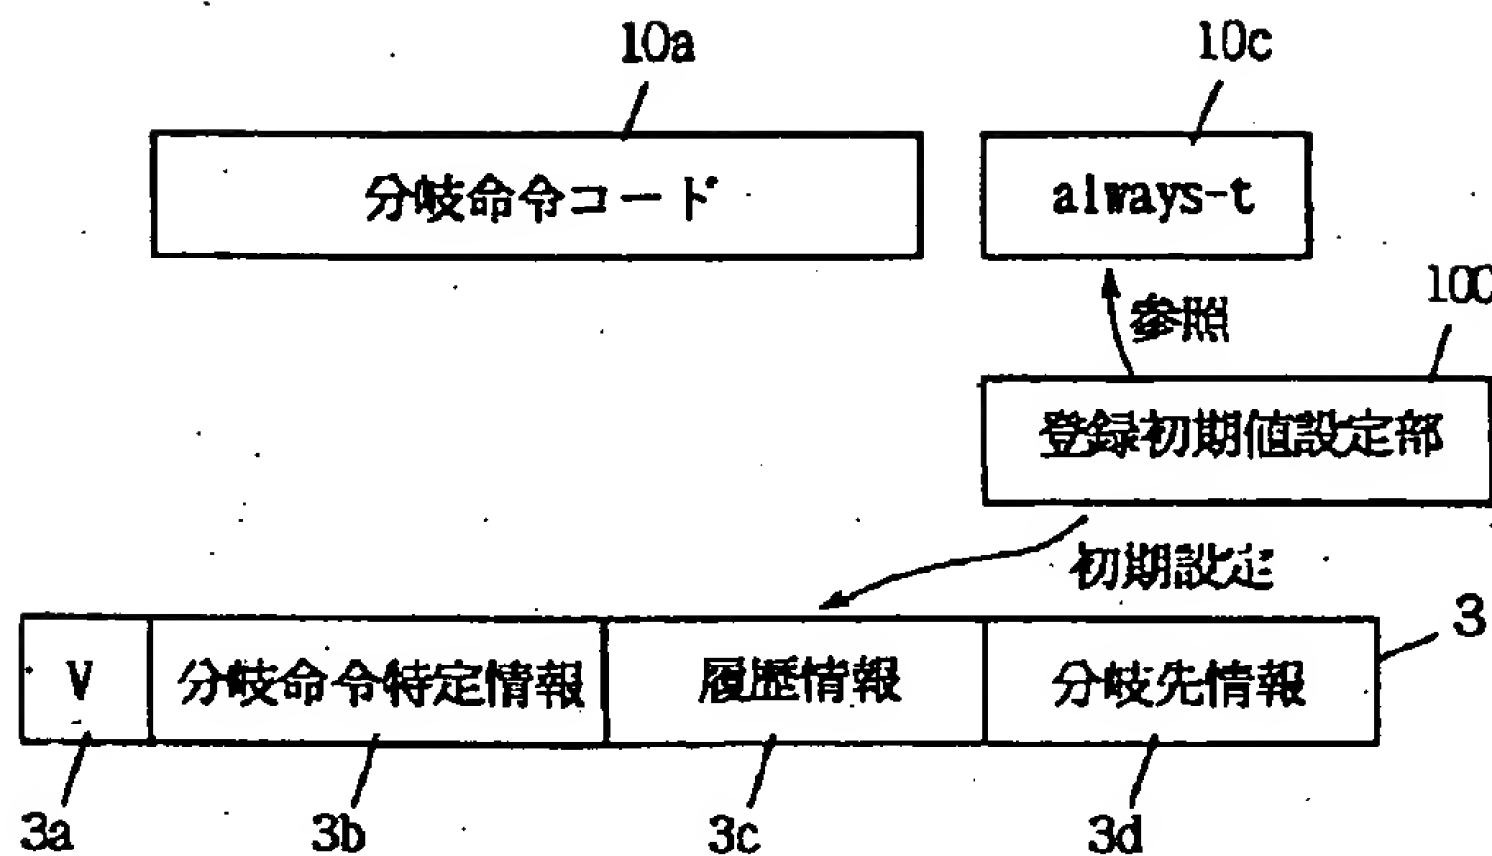 10a
10c
分岐命令コード
always-t
参照
100
登録初期値設定部
初期設定
3
V
分岐命令特定情報
履歴情報
分岐先情報
3a
3b
3c
3d